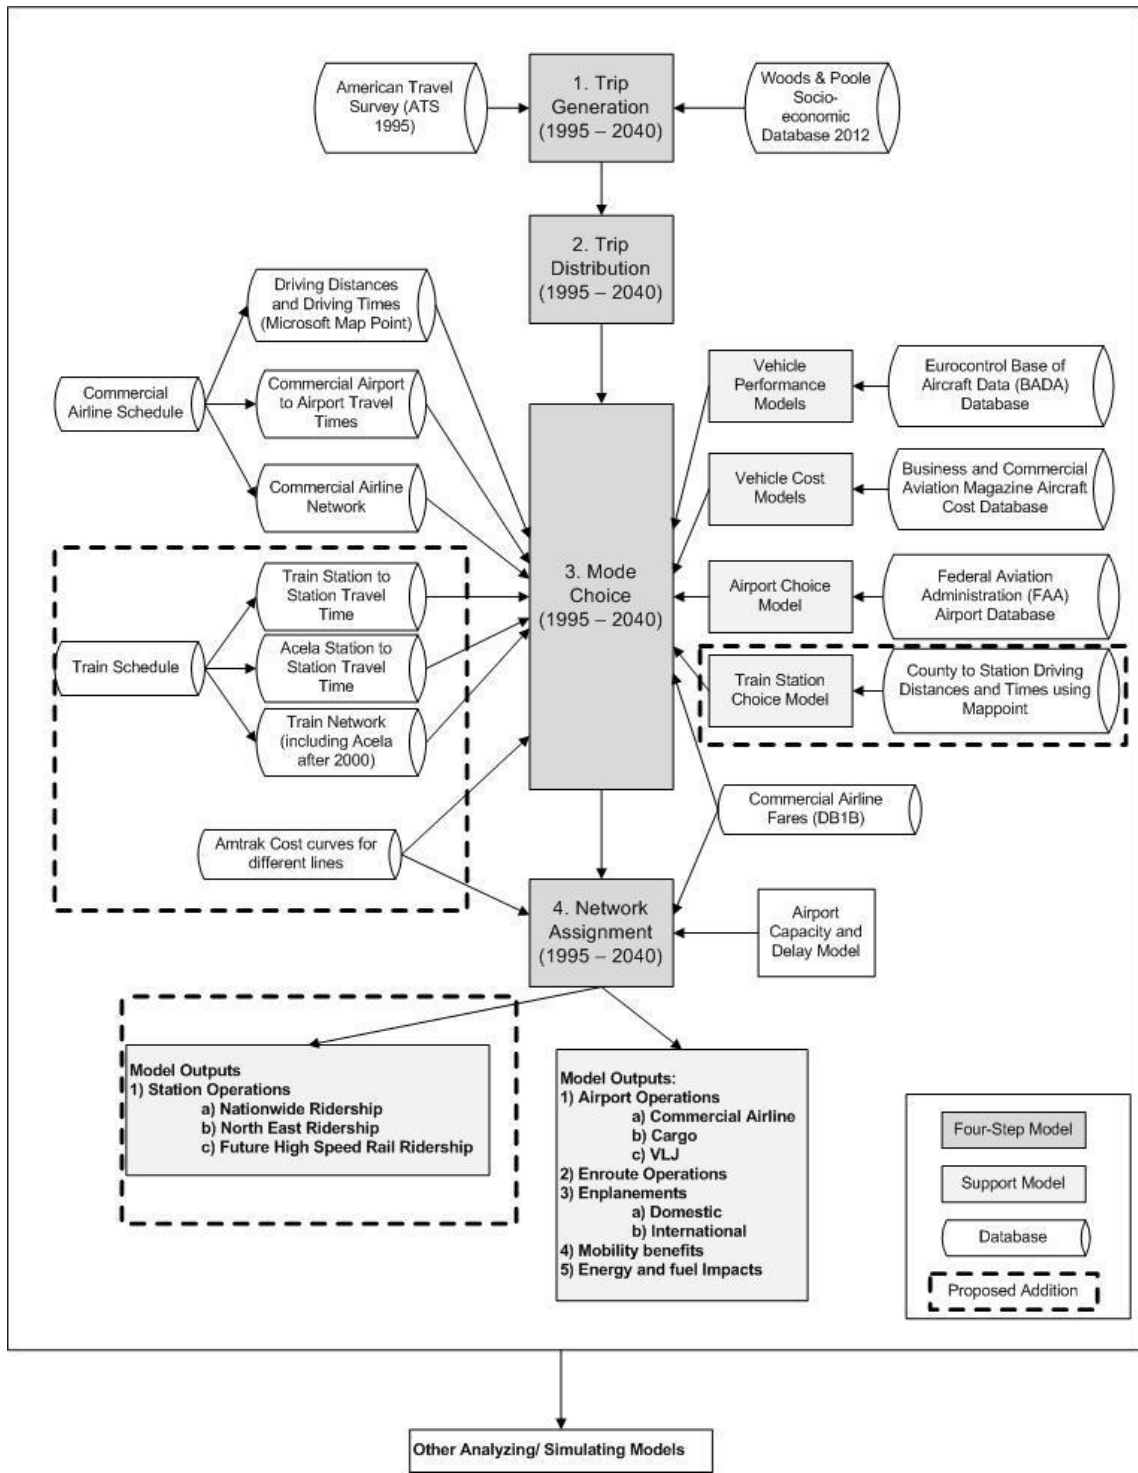 American Travel
Survey (ATS
1995)
1. Trip
Generation
(1995 – 2040)
Woods & Poole
Socio-
economic
Database 2012
2. Trip
Distribution
(1995 – 2040)
Driving Distances
and Driving Times
(Microsoft Map Point)
Commercial
Airline Schedule
Commercial Airport
to Airport Travel
Times
Commercial Airline
Network
Vehicle
Performance
Models
Eurocontrol Base of
Aircraft Data (BADA)
Database
Vehicle Cost
Models
Business and Commercial
Aviation Magazine Aircraft
Cost Database
3. Mode
Choice
(1995 – 2040)
Airport Choice
Model
Federal Aviation
Administration (FAA)
Airport Database
Train Station to
Station Travel
Time
Train Schedule
Acela Station to
Station Travel
Time
Train Network
(including Acela
after 2000)
Train Station
Choice Model
County to Station Driving
Distances and Times using
Mappoint
Commercial Airline
Fares (DB1B)
Amtrak Cost curves for
different lines
4. Network
Assignment
(1995 – 2040)
Airport
Capacity and
Delay Model
Model Outputs
1) Station Operations
a) Nationwide Ridership
b) North East Ridership
c) Future High Speed Rail Ridership
Model Outputs:
1) Airport Operations
a) Commercial Airline
b) Cargo
c) VLJ
2) Enroute Operations
3) Enplanements
a) Domestic
b) International
4) Mobility benefits
5) Energy and fuel Impacts
Four-Step Model
Support Model
Database
Proposed Addition
Other Analyzing/ Simulating Models